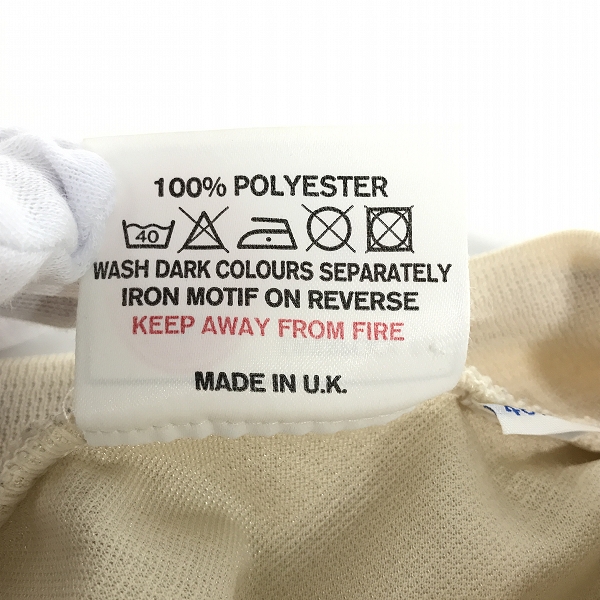 100% POLYESTER
40
WASH DARK COLOURS SEPARATELY
IRON MOTIF ON REVERSE
KEEP AWAY FROM FIRE
MADE IN U.K.